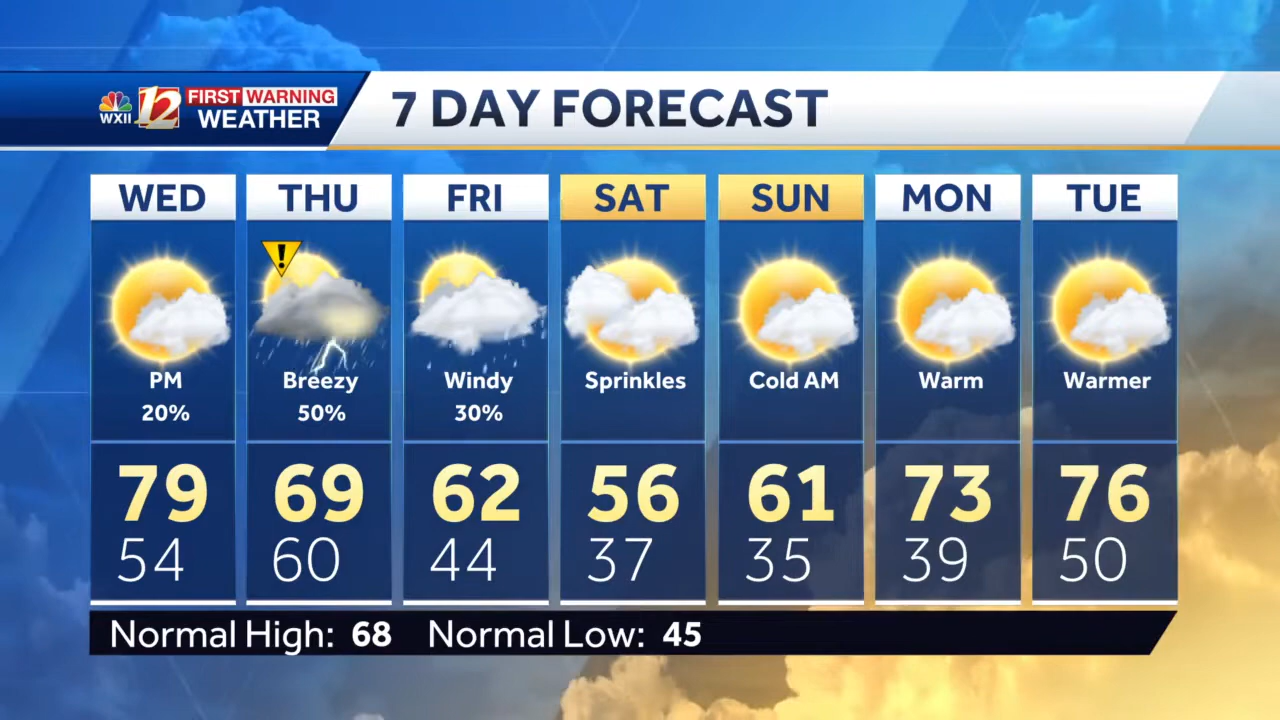 WXII 12 FIRST WARNING WEATHER
7 DAY FORECAST
WED THU FRI SAT SUN MON TUE
!
PM Breezy Windy Sprinkles Cold AM Warm Warmer
20% 50% 30%
79 69 62 56 61 73 76
54 60 44 37 35 39 50
Normal High: 68 Normal Low: 45